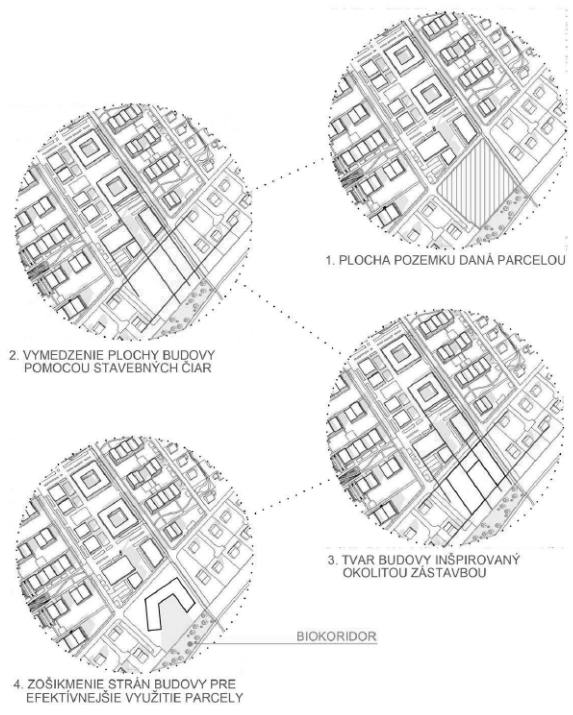 1. PLOCHA POZEMKU DANÁ PARCELOU
2. VYMEDZENIE PLOCHY BUDOVY
POMOCOU STAVEBNÝCH ČIAR
3. TVAR BUDOVY INŠPIROVANÝ
OKOLITOU ZÁSTAVBOU
BIOKORIDOR
4. ZOŠIKMENIE STRÁN BUDOVY PRE
EFEKTÍVNEJŠIE VYUŽITIE PARCELY